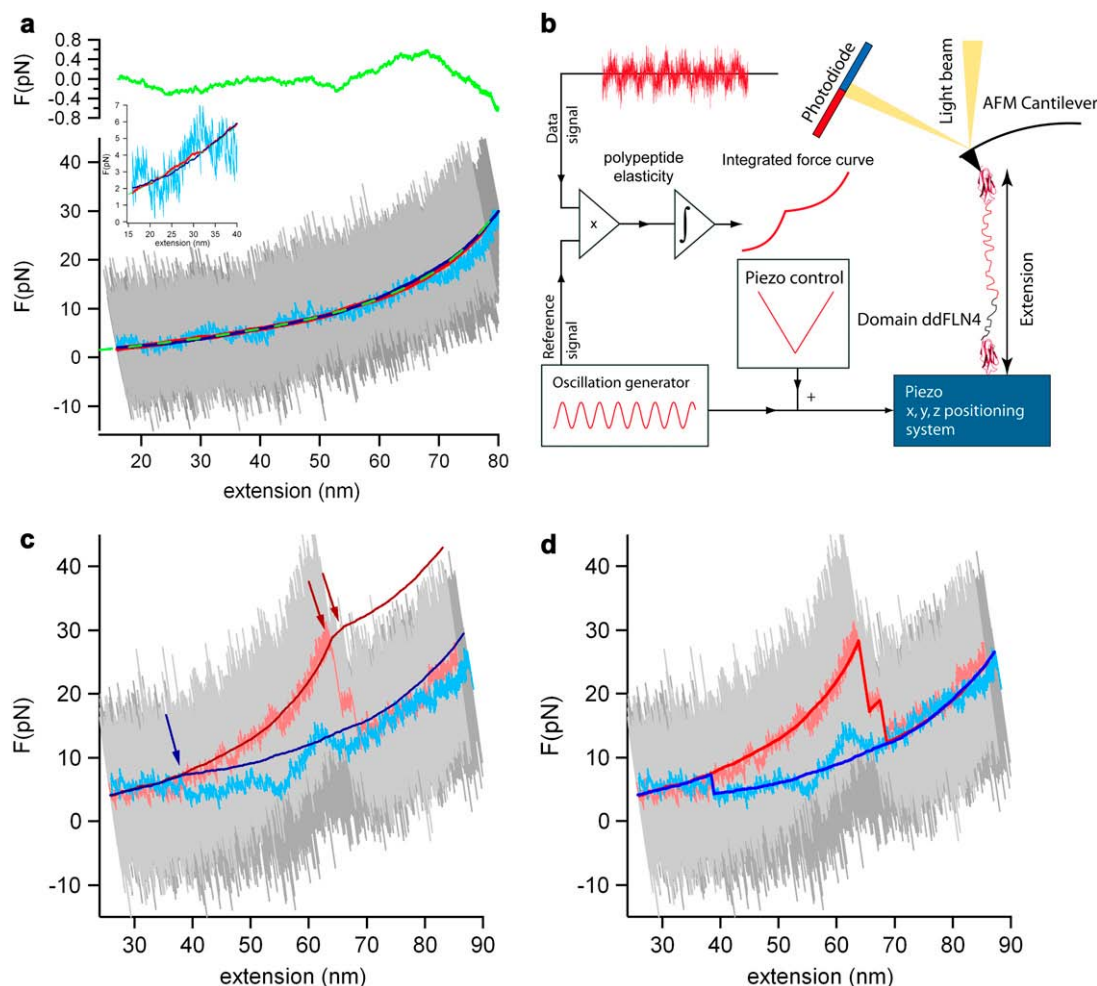 a
F(pN)
0.8
0.4
0.0
-0.4
-0.8
F(pN)
7
6
5
4
3
2
1
0
15 20 25 30 35 40
extension (nm)
F(pN)
40
30
20
10
0
-10
20 30 40 50 60 70 80
extension (nm)
b
Data
signal
Photodiode
Light beam
AFM Cantilever
polypeptide
elasticity
Integrated force curve
x
∫
Reference
signal
Piezo control
Domain ddFLN4
Extension
Oscillation generator
+
Piezo
x, y, z positioning
system
c
F(pN)
40
30
20
10
0
-10
30 40 50 60 70 80 90
extension (nm)
d
F(pN)
40
30
20
10
0
-10
30 40 50 60 70 80 90
extension (nm)